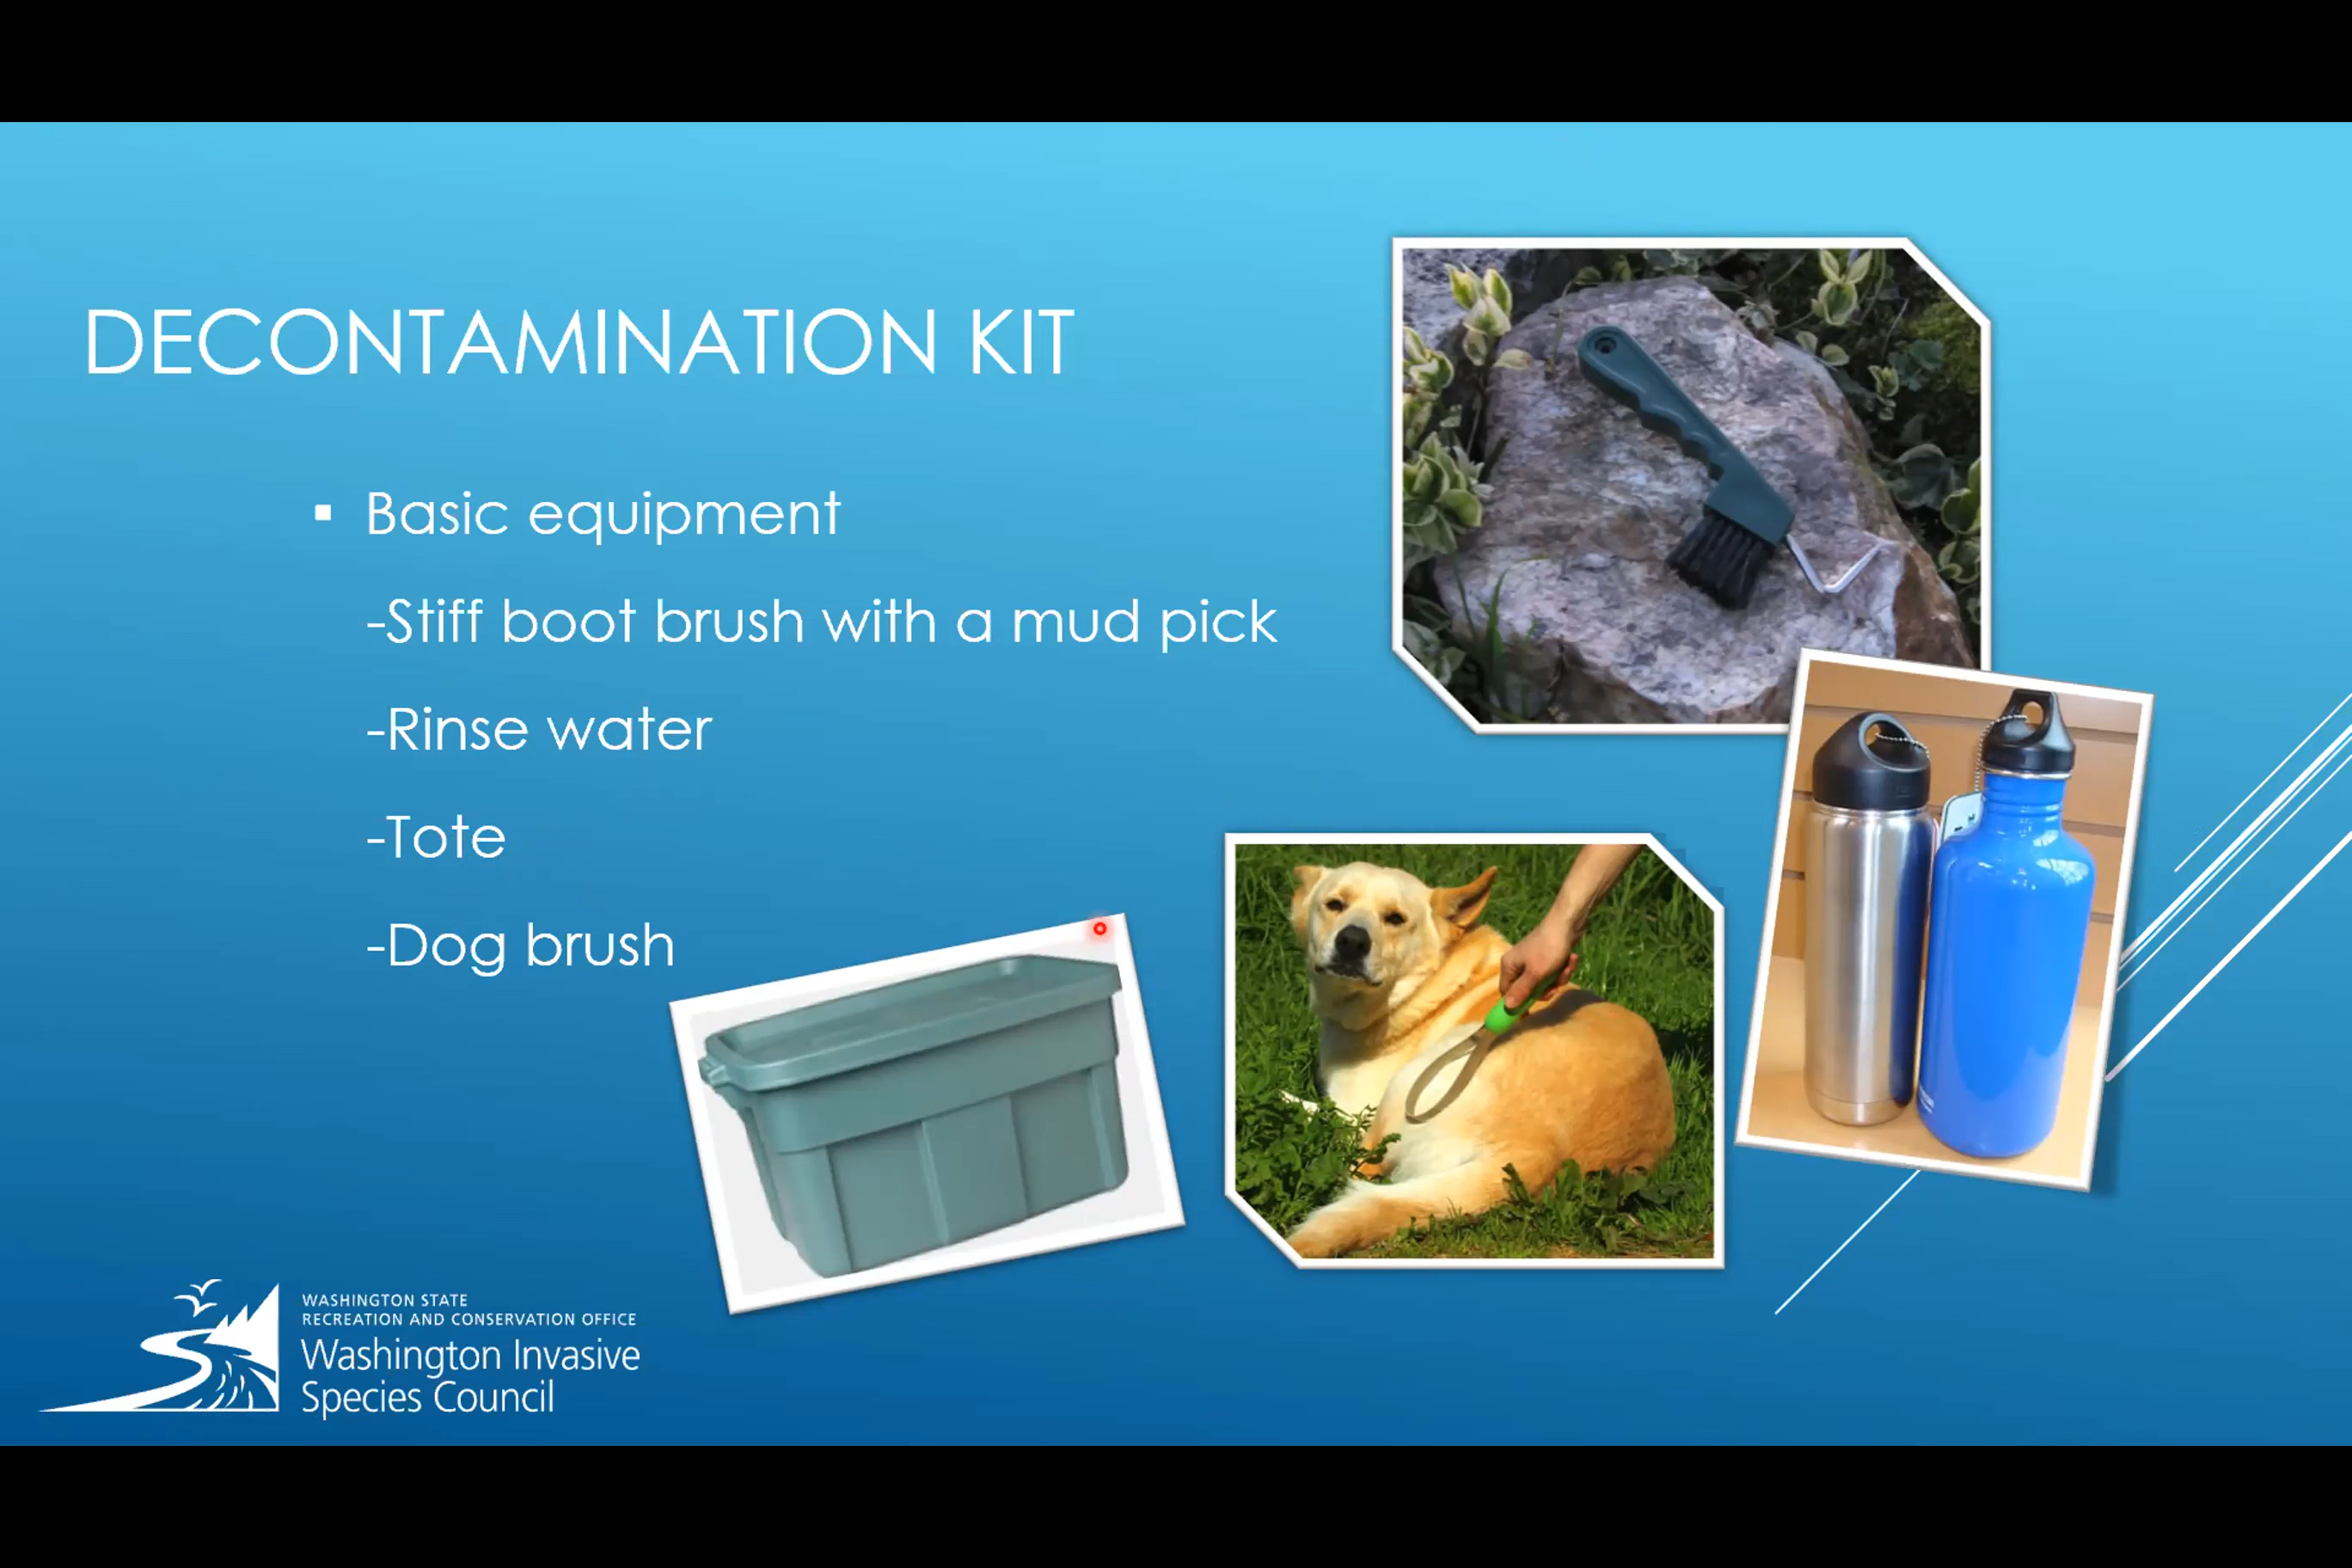 DECONTAMINATION KIT
▪ Basic equipment
-Stiff boot brush with a mud pick
-Rinse water
-Tote
-Dog brush
WASHINGTON STATE
RECREATION AND CONSERVATION OFFICE
Washington Invasive
Species Council